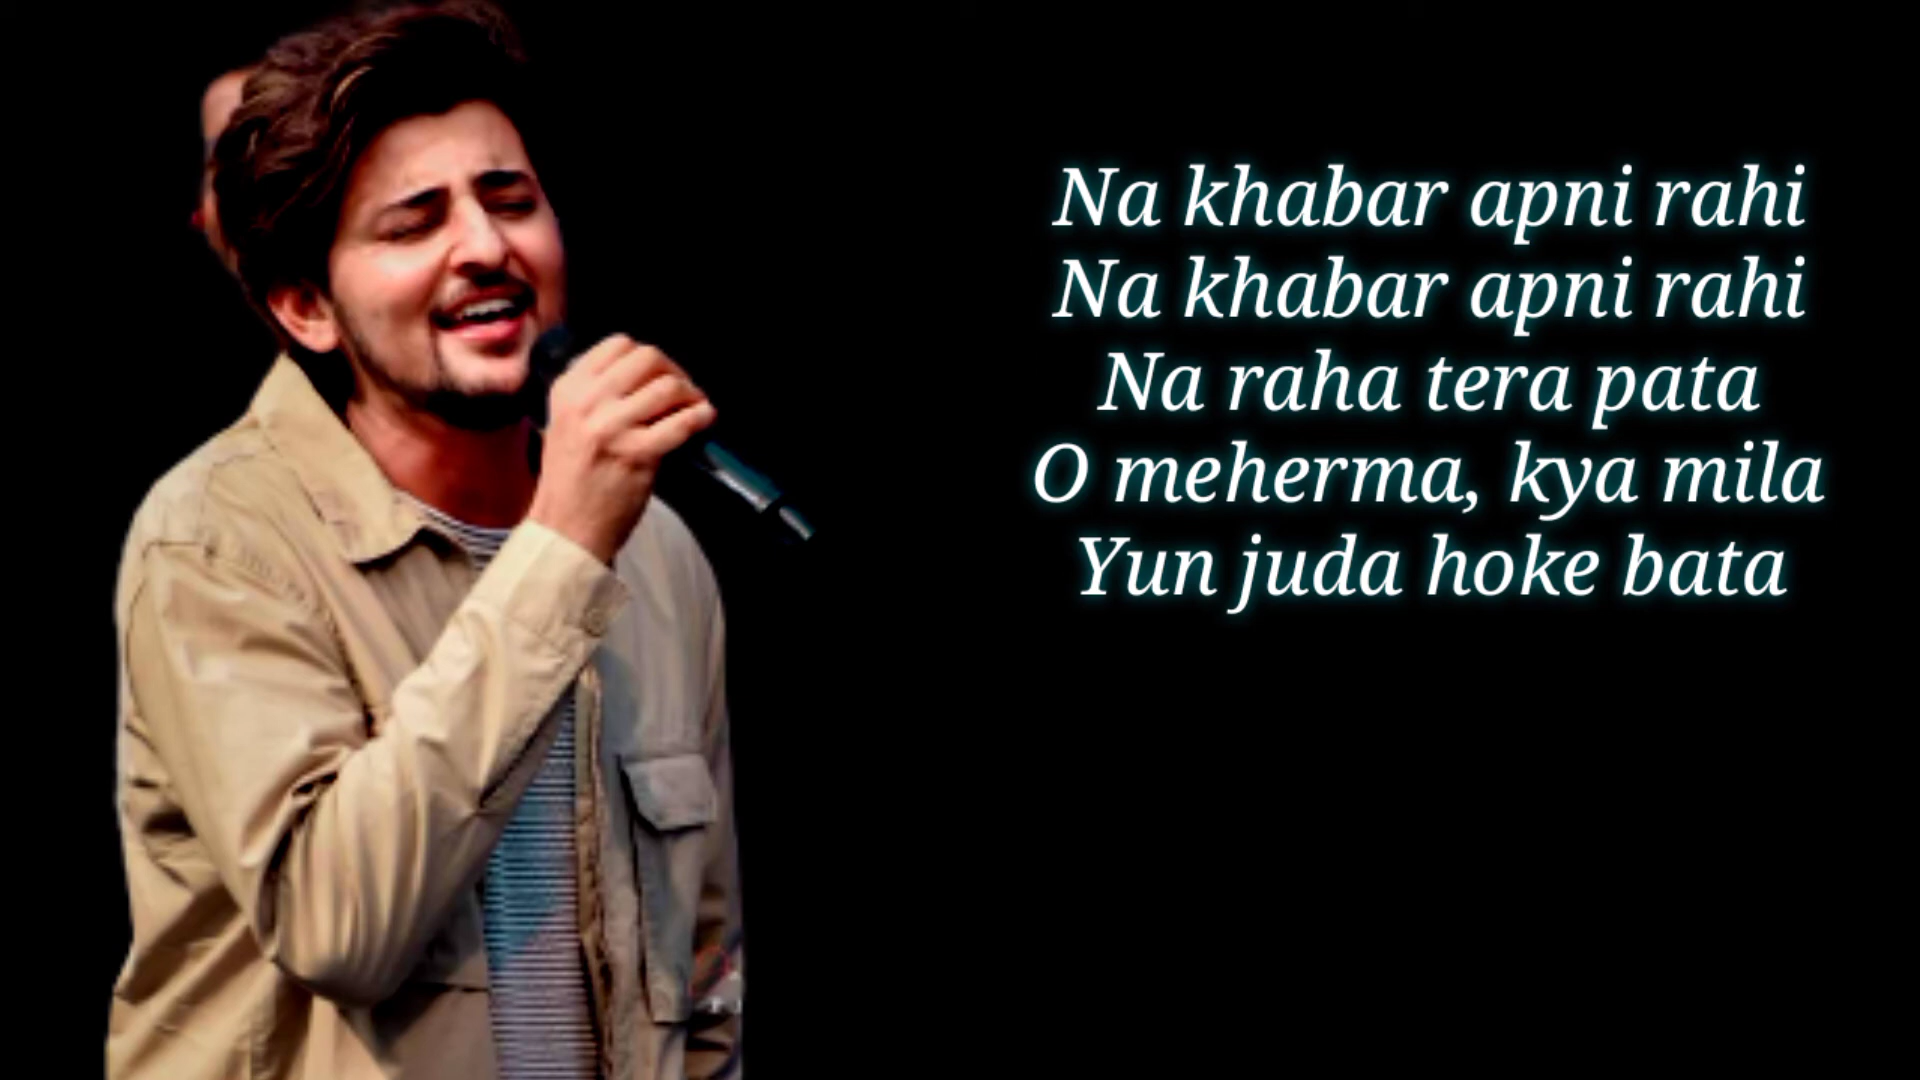 Na khabar apni rahi
Na khabar apni rahi
Na raha tera pata
O meherma, kya mila
Yun juda hoke bata